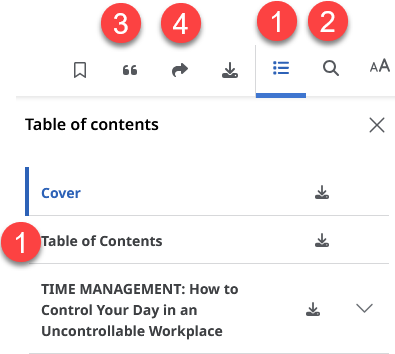 3 4 1 2
AA
Table of contents
Cover
1 Table of Contents
TIME MANAGEMENT: How to
Control Your Day in an
Uncontrollable Workplace